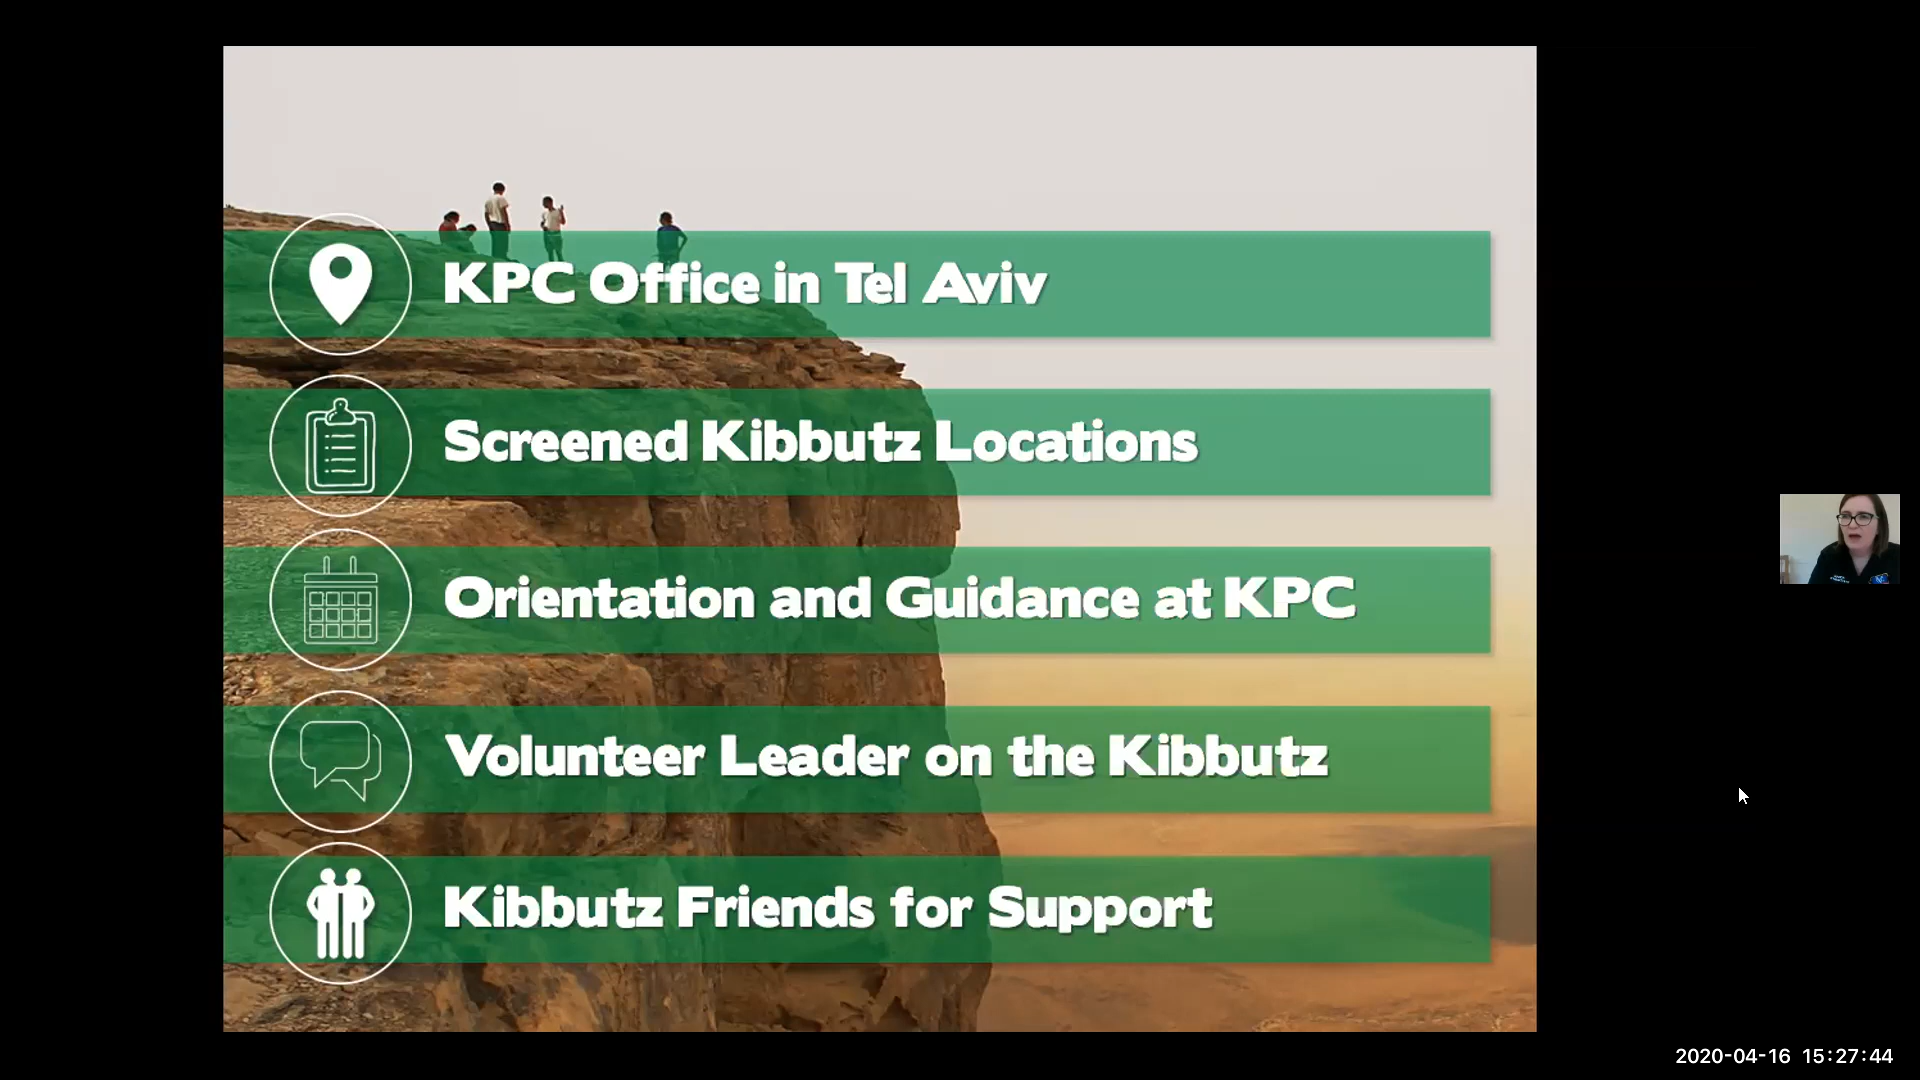 KPC Office in Tel Aviv
Screened Kibbutz Locations
Orientation and Guidance at KPC
Volunteer Leader on the Kibbutz
Kibbutz Friends for Support
2020-04-16 15:27:44